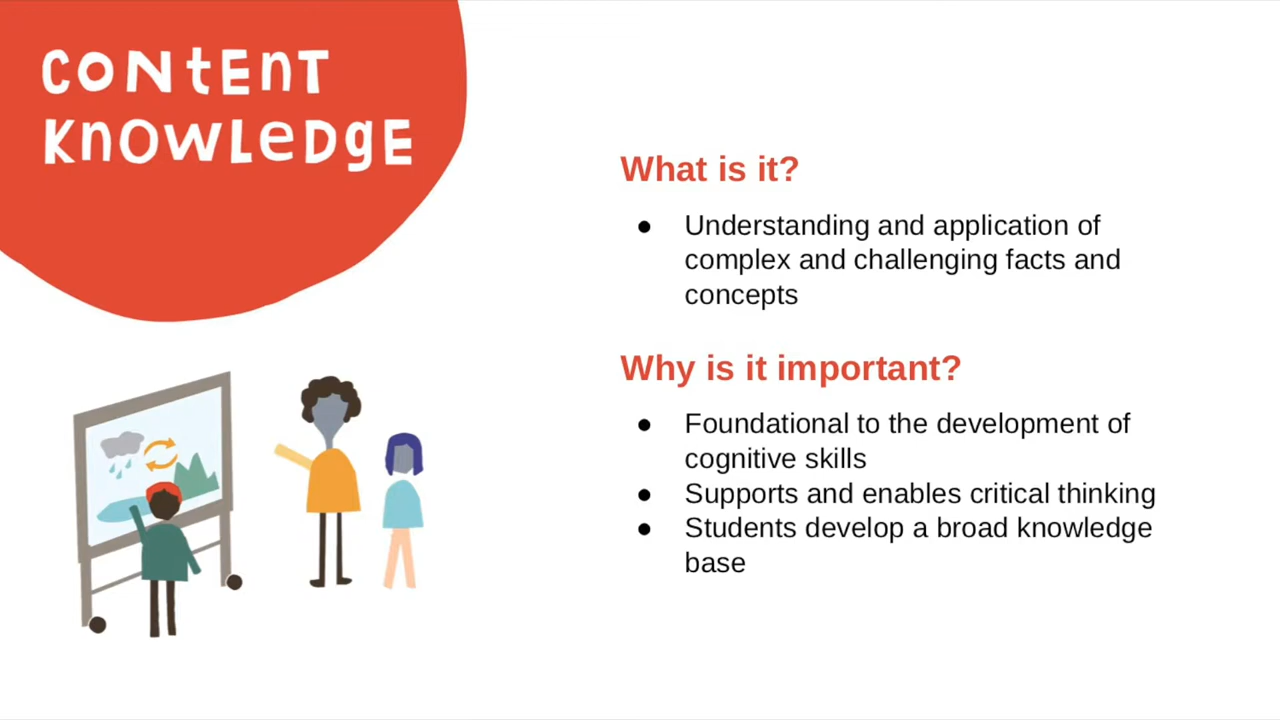 CONTENT
KNOWLEDGE
What is it?
● Understanding and application of
complex and challenging facts and
concepts
Why is it important?
● Foundational to the development of
cognitive skills
● Supports and enables critical thinking
● Students develop a broad knowledge
base